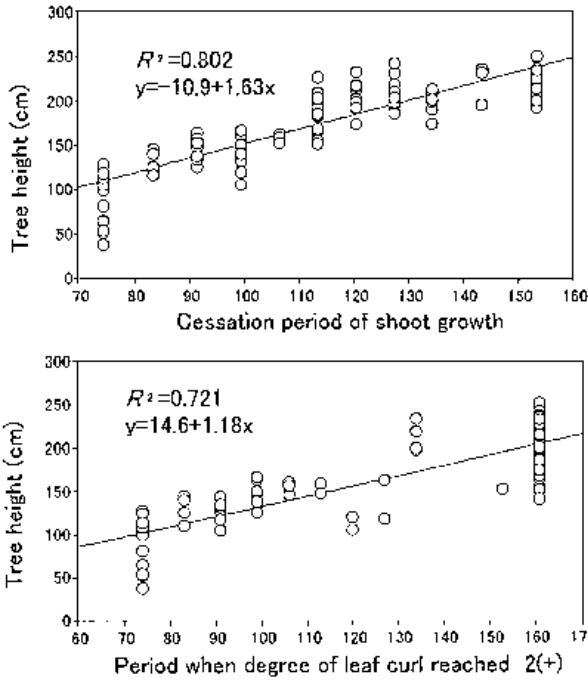 300
R²=0.802
y=−10.9+1.63x
250
200
150
100
50
0
Tree height (cm)
70 80 90 100 110 120 130 140 150 160
Cessation period of shoot growth
300
R²=0.721
y=14.6+1.18x
250
200
150
100
50
0
Tree height (cm)
60 70 80 90 100 110 120 130 140 150 160 17
Period when degree of leaf curl reached 2(+)